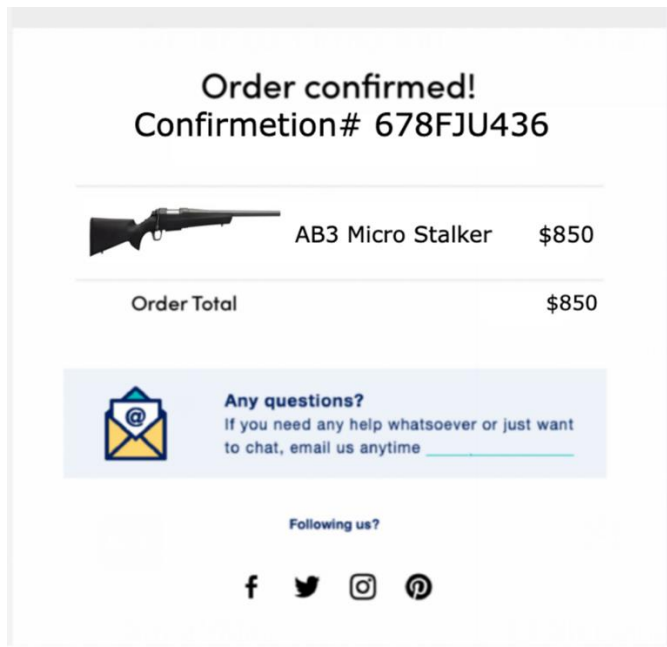 Order confirmed!
Confirmetion# 678FJU436
AB3 Micro Stalker $850
Order Total $850
@
Any questions?
If you need any help whatsoever or just want
to chat, email us anytime
Following us?